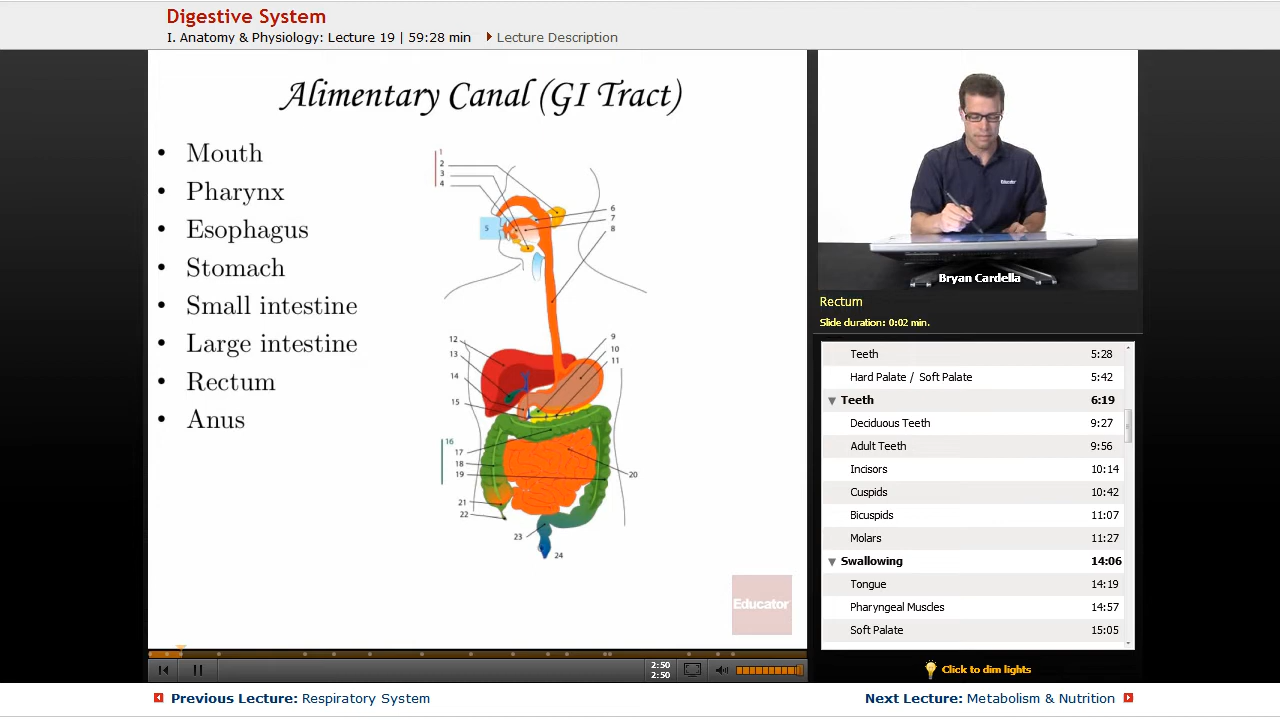 Digestive System
I. Anatomy & Physiology: Lecture 19 | 59:28 min
Lecture Description
Alimentary Canal (GI Tract)
• Mouth
• Pharynx
• Esophagus
• Stomach
• Small intestine
• Large intestine
• Rectum
• Anus
1
2
3
4
5
6
7
8
9
10
11
12
13
14
15
16
17
18
19
20
21
22
23
24
Educator
Educator
Bryan Cardella
Rectum
Slide duration: 0:02 min.
Teeth 5:28
Hard Palate / Soft Palate 5:42
Teeth 6:19
Deciduous Teeth 9:27
Adult Teeth 9:56
Incisors 10:14
Cuspids 10:42
Bicuspids 11:07
Molars 11:27
Swallowing 14:06
Tongue 14:19
Pharyngeal Muscles 14:57
Soft Palate 15:05
2:50
2:50
Click to dim lights
Previous Lecture: Respiratory System
Next Lecture: Metabolism & Nutrition